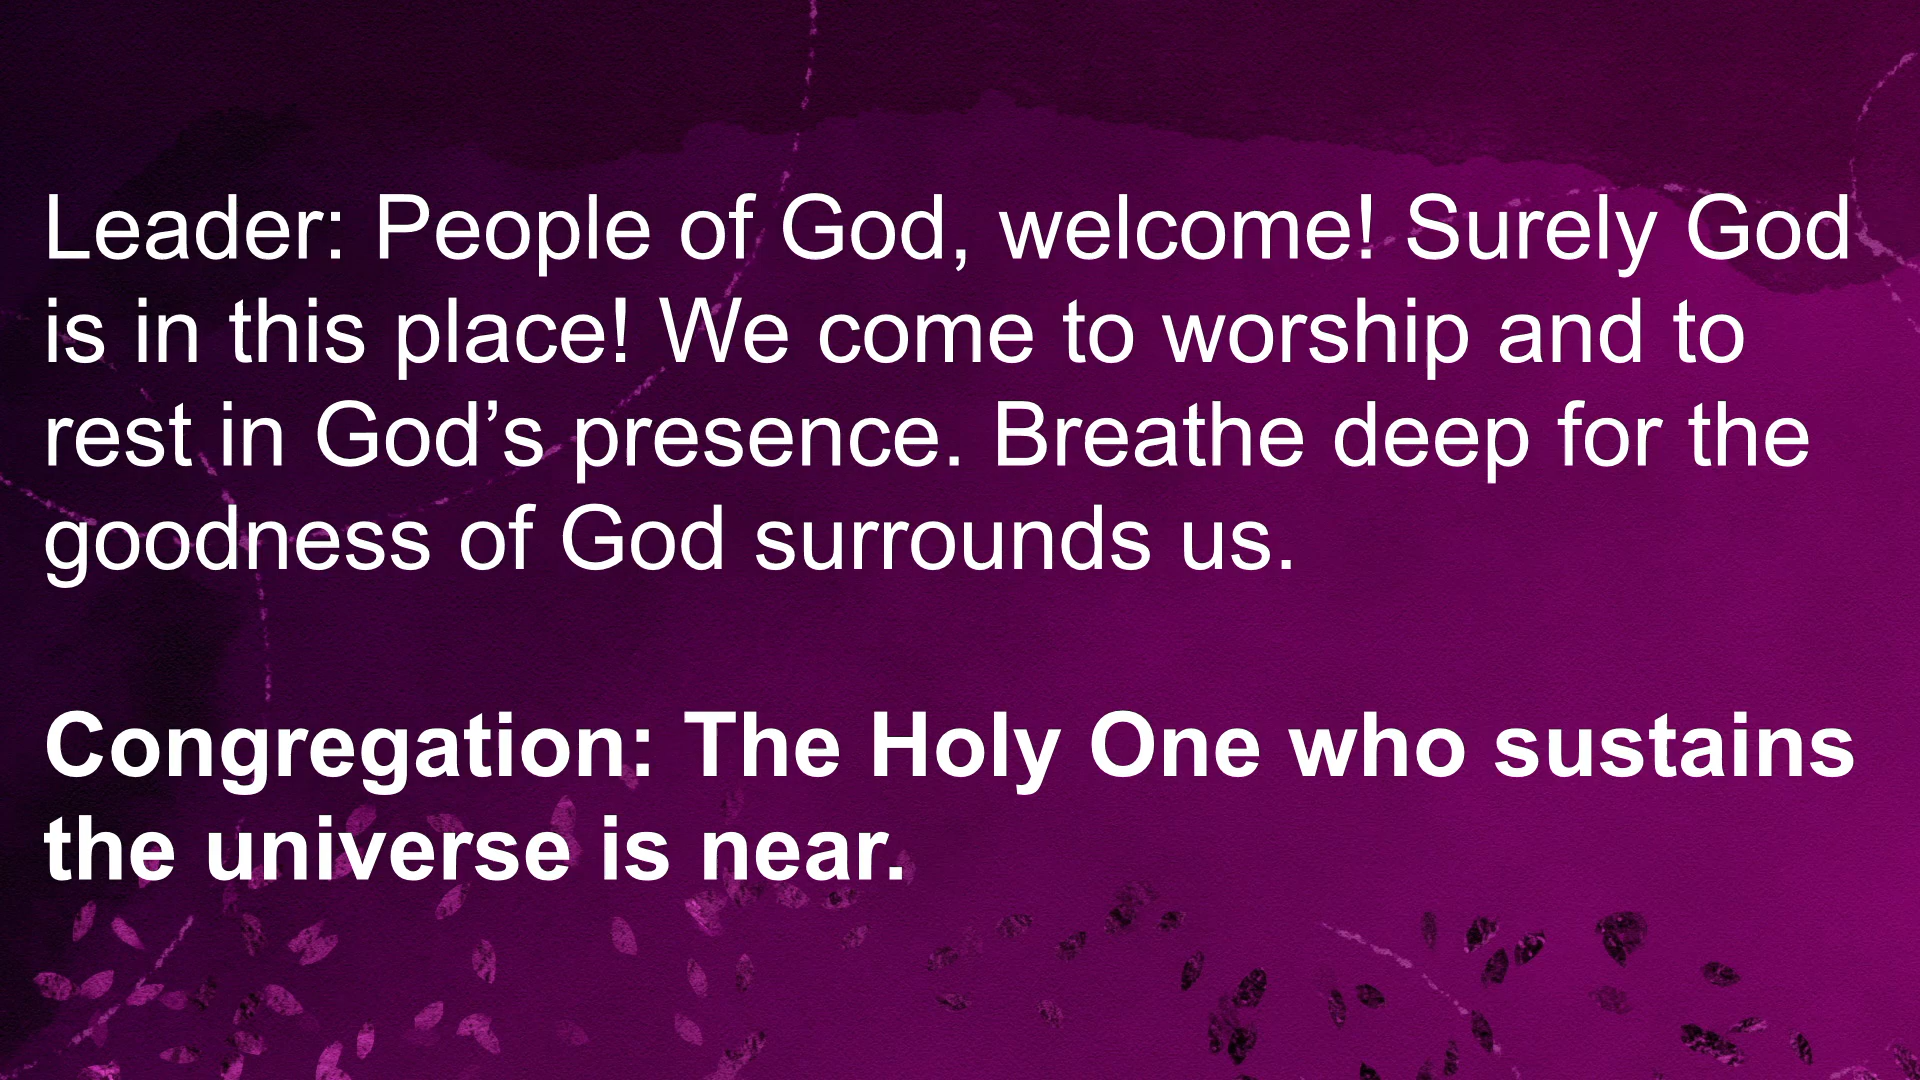 Leader: People of God, welcome! Surely God
is in this place! We come to worship and to
rest in God’s presence. Breathe deep for the
goodness of God surrounds us.
Congregation: The Holy One who sustains
the universe is near.